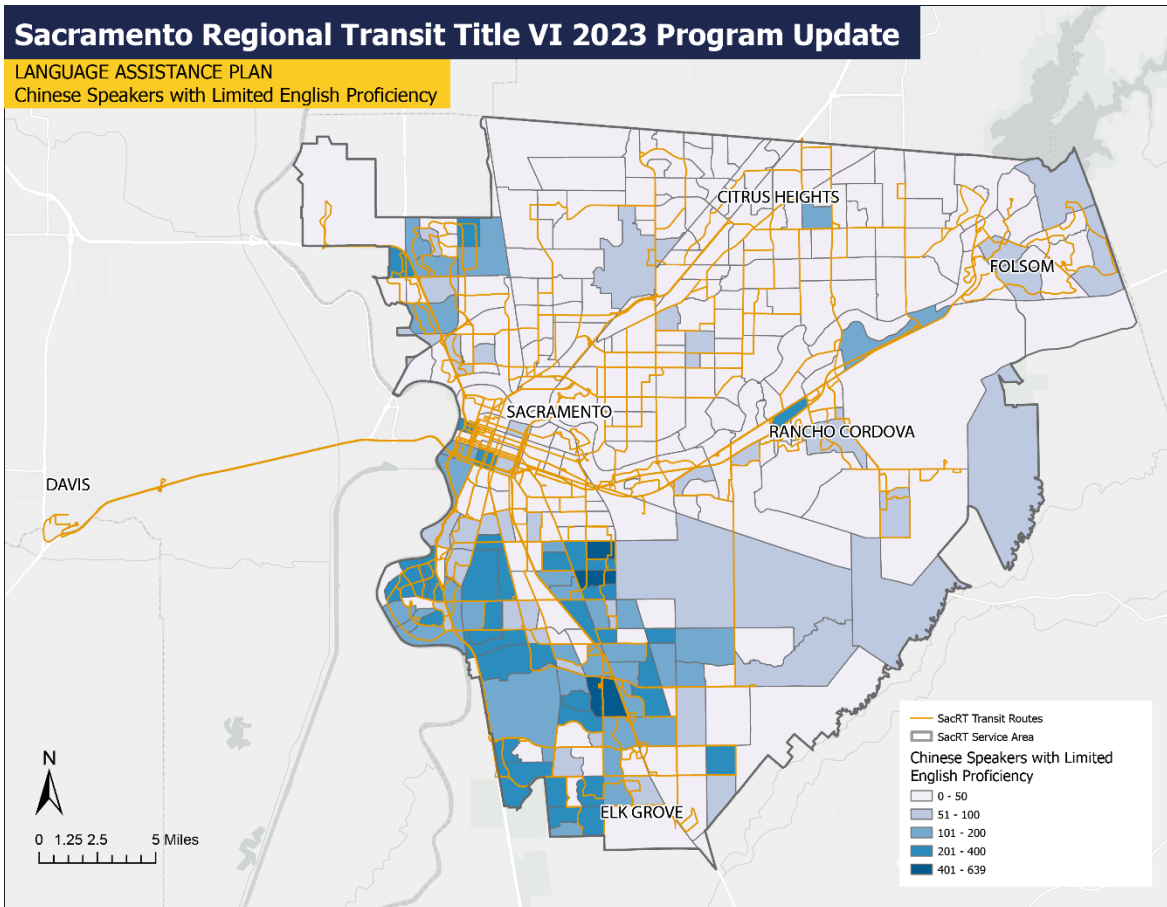 Sacramento Regional Transit Title VI 2023 Program Update
LANGUAGE ASSISTANCE PLAN
Chinese Speakers with Limited English Proficiency
CITRUS HEIGHTS
FOLSOM
SACRAMENTO
RANCHO CORDOVA
DAVIS
ELK GROVE
N
0 1.25 2.5 5 Miles
SacRT Transit Routes
SacRT Service Area
Chinese Speakers with Limited
English Proficiency
0 - 50
51 - 100
101 - 200
201 - 400
401 - 639